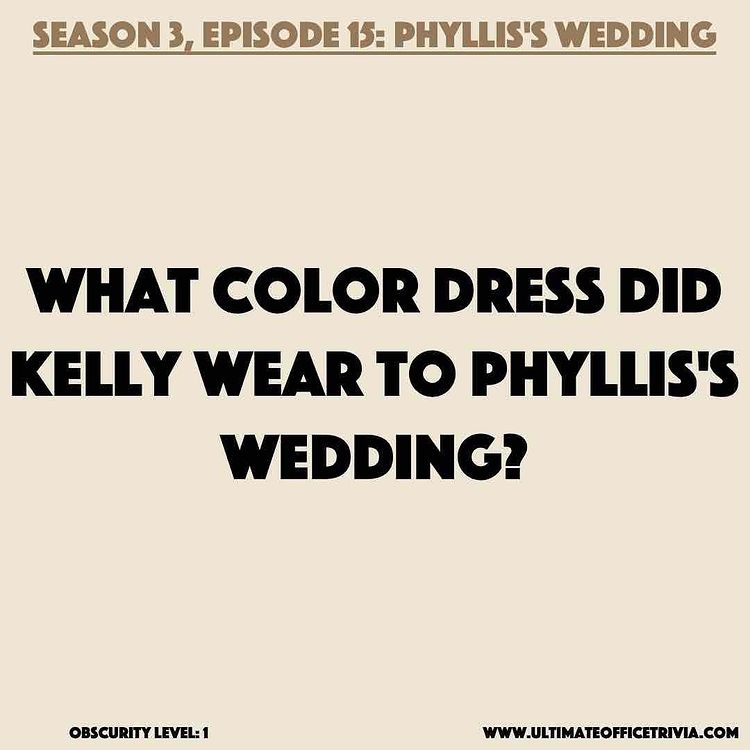 SEASON 3, EPISODE 15: PHYLLIS'S WEDDING
WHAT COLOR DRESS DID
KELLY WEAR TO PHYLLIS'S
WEDDING?
OBSCURITY LEVEL: 1
WWW.ULTIMATEOFFICETRIVIA.COM